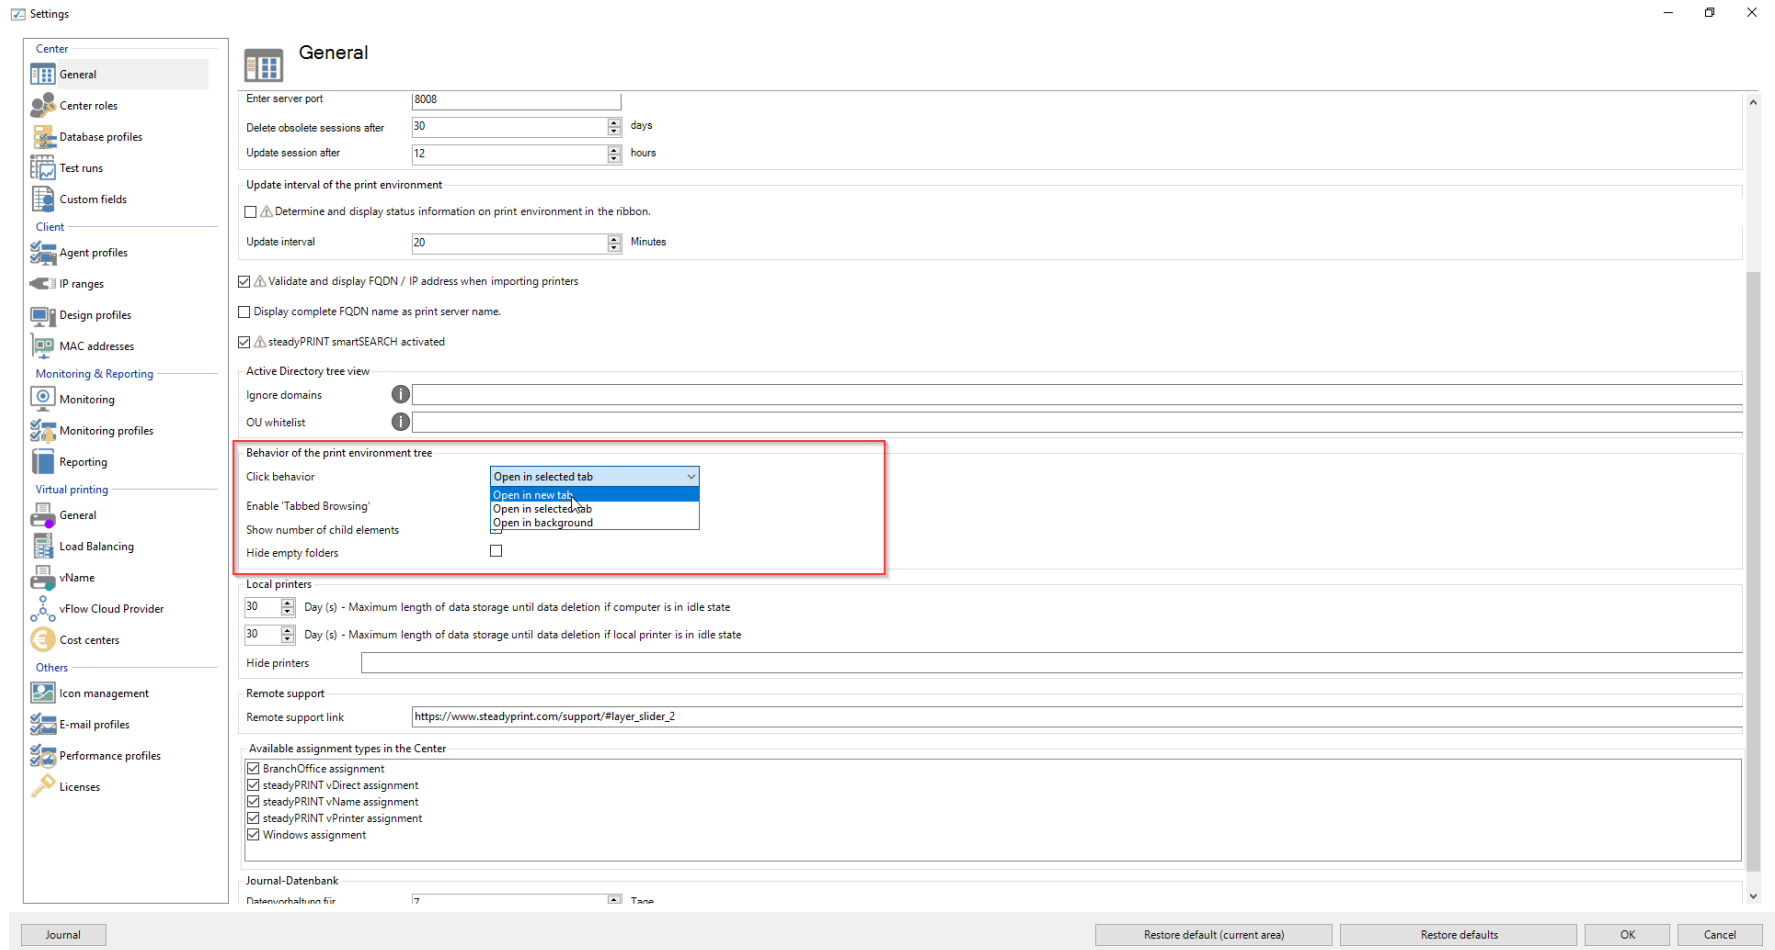 Settings
Center
General
Center roles
Database profiles
Test runs
Custom fields
Client
Agent profiles
IP ranges
Design profiles
MAC addresses
Monitoring & Reporting
Monitoring
Monitoring profiles
Reporting
Virtual printing
General
Load Balancing
vName
vFlow Cloud Provider
Cost centers
Others
Icon management
E-mail profiles
Performance profiles
Licenses
General
Enter server port 8008
Delete obsolete sessions after 30 days
Update session after 12 hours
Update interval of the print environment
Determine and display status information on print environment in the ribbon.
Update interval 20 Minutes
Validate and display FQDN / IP address when importing printers
Display complete FQDN name as print server name.
steadyPRINT smartSEARCH activated
Active Directory tree view
Ignore domains
OU whitelist
Behavior of the print environment tree
Click behavior Open in selected tab
Open in new tab
Enable 'Tabbed Browsing'
Open in selected tab
Open in background
Show number of child elements
Hide empty folders
Local printers
30 Day (s) - Maximum length of data storage until data deletion if computer is in idle state
30 Day (s) - Maximum length of data storage until data deletion if local printer is in idle state
Hide printers
Remote support
Remote support link https://www.steadyprint.com/support/#layer_slider_2
Available assignment types in the Center
BranchOffice assignment
steadyPRINT vDirect assignment
steadyPRINT vName assignment
steadyPRINT vPrinter assignment
Windows assignment
Journal-Datenbank
Datenvorhaltung für 7 Tage
Journal Restore default (current area) Restore defaults OK Cancel